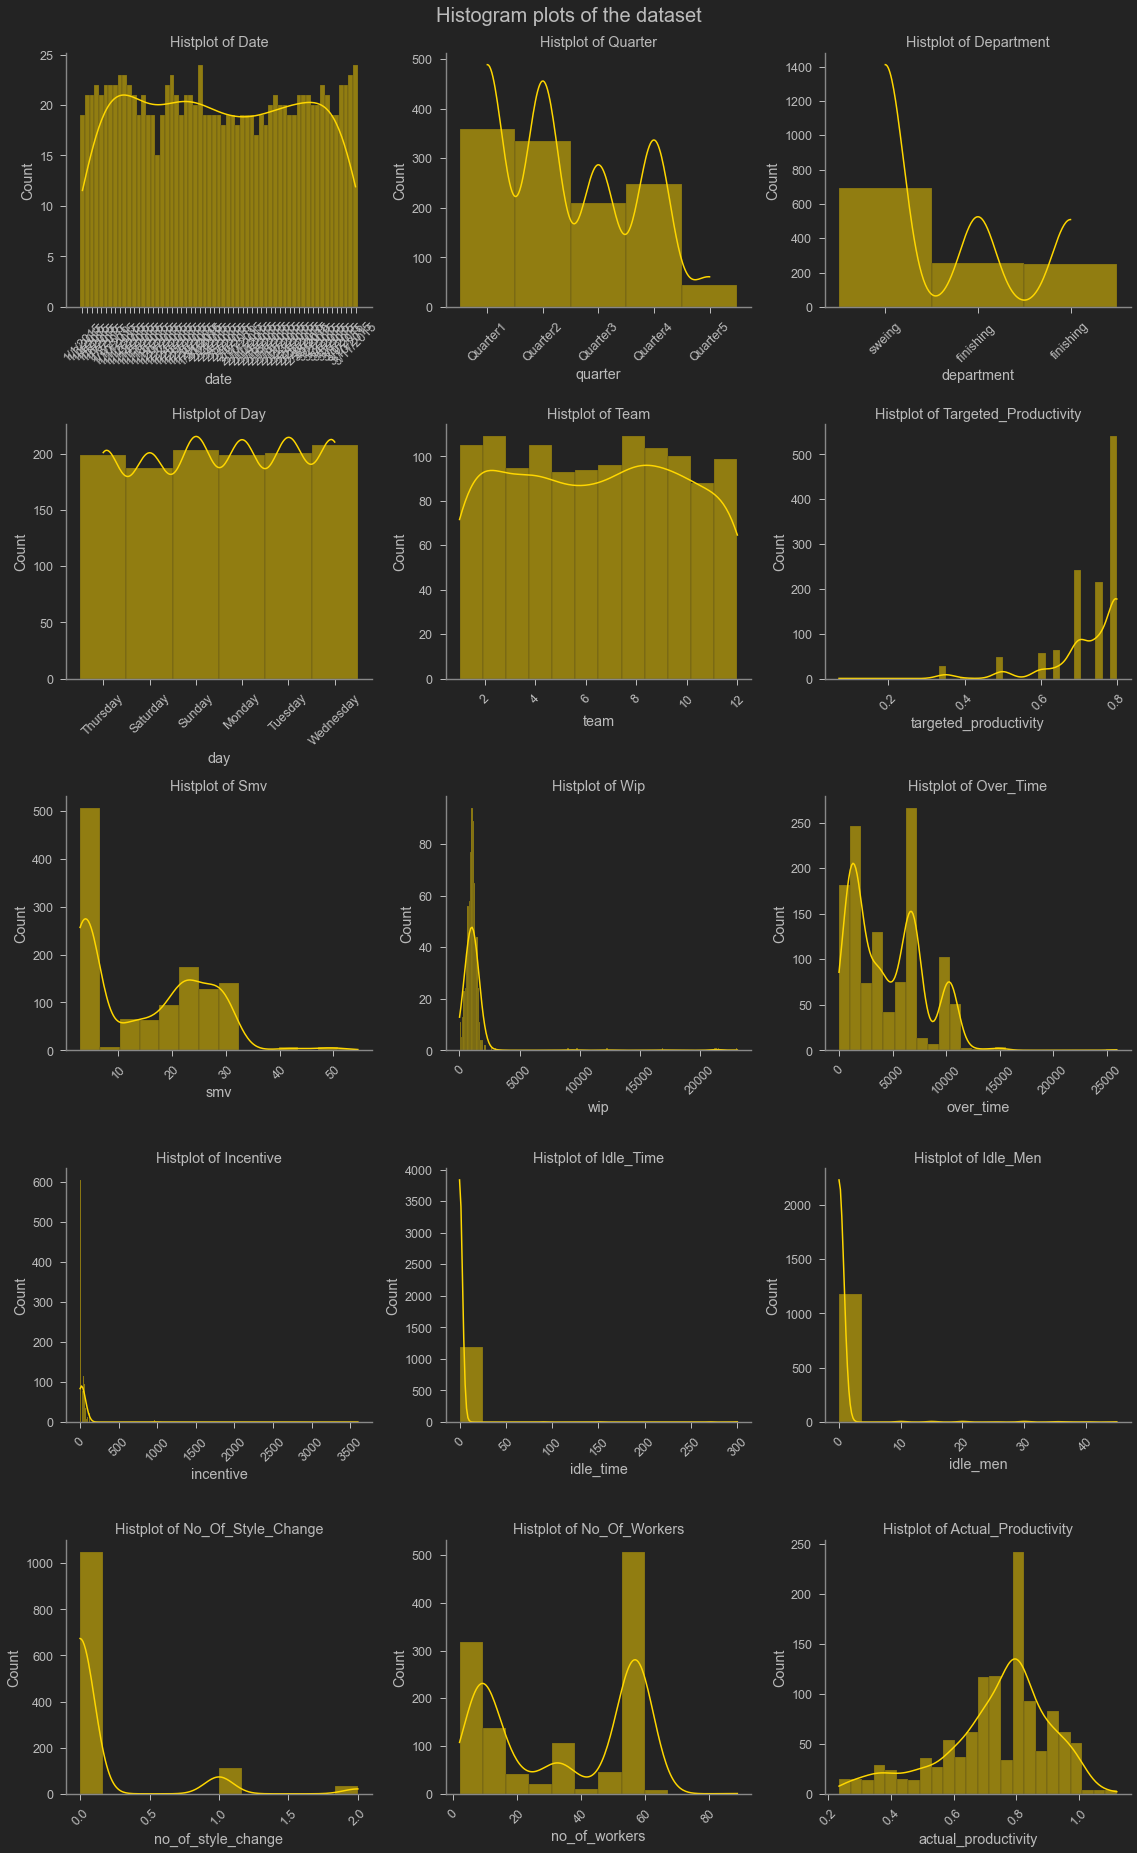 Histogram plots of the dataset
Histplot of Date
25
20
15
10
5
0
Count
1/1/2015
3/11/2015
date
Histplot of Quarter
500
400
300
200
100
0
Count
Quarter1
Quarter2
Quarter3
Quarter4
Quarter5
quarter
Histplot of Department
1400
1200
1000
800
600
400
200
0
Count
sweing
finishing
finishing
department
Histplot of Day
200
150
100
50
0
Count
Thursday
Saturday
Sunday
Monday
Tuesday
Wednesday
day
Histplot of Team
100
80
60
40
20
0
Count
2
4
6
8
10
12
team
Histplot of Targeted_Productivity
500
400
300
200
100
0
Count
0.2
0.4
0.6
0.8
targeted_productivity
Histplot of Smv
500
400
300
200
100
0
Count
10
20
30
40
50
smv
Histplot of Wip
80
60
40
20
0
Count
0
5000
10000
15000
20000
wip
Histplot of Over_Time
250
200
150
100
50
0
Count
0
5000
10000
15000
20000
25000
over_time
Histplot of Incentive
600
500
400
300
200
100
0
Count
0
500
1000
1500
2000
2500
3000
3500
incentive
Histplot of Idle_Time
4000
3500
3000
2500
2000
1500
1000
500
0
Count
0
50
100
150
200
250
300
idle_time
Histplot of Idle_Men
2000
1500
1000
500
0
Count
0
10
20
30
40
idle_men
Histplot of No_Of_Style_Change
1000
800
600
400
200
0
Count
0.0
0.5
1.0
1.5
2.0
no_of_style_change
Histplot of No_Of_Workers
500
400
300
200
100
0
Count
0
20
40
60
80
no_of_workers
Histplot of Actual_Productivity
250
200
150
100
50
0
Count
0.2
0.4
0.6
0.8
1.0
actual_productivity